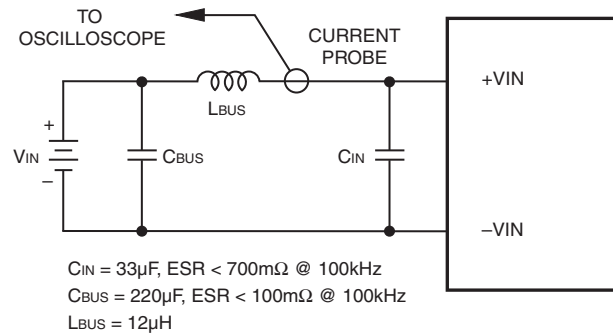 TO
OSCILLOSCOPE
CURRENT
PROBE
+VIN
LBUS
+
VIN
–
CBUS
CIN
–VIN
CIN = 33µF, ESR < 700mΩ @ 100kHz
CBUS = 220µF, ESR < 100mΩ @ 100kHz
LBUS = 12µH